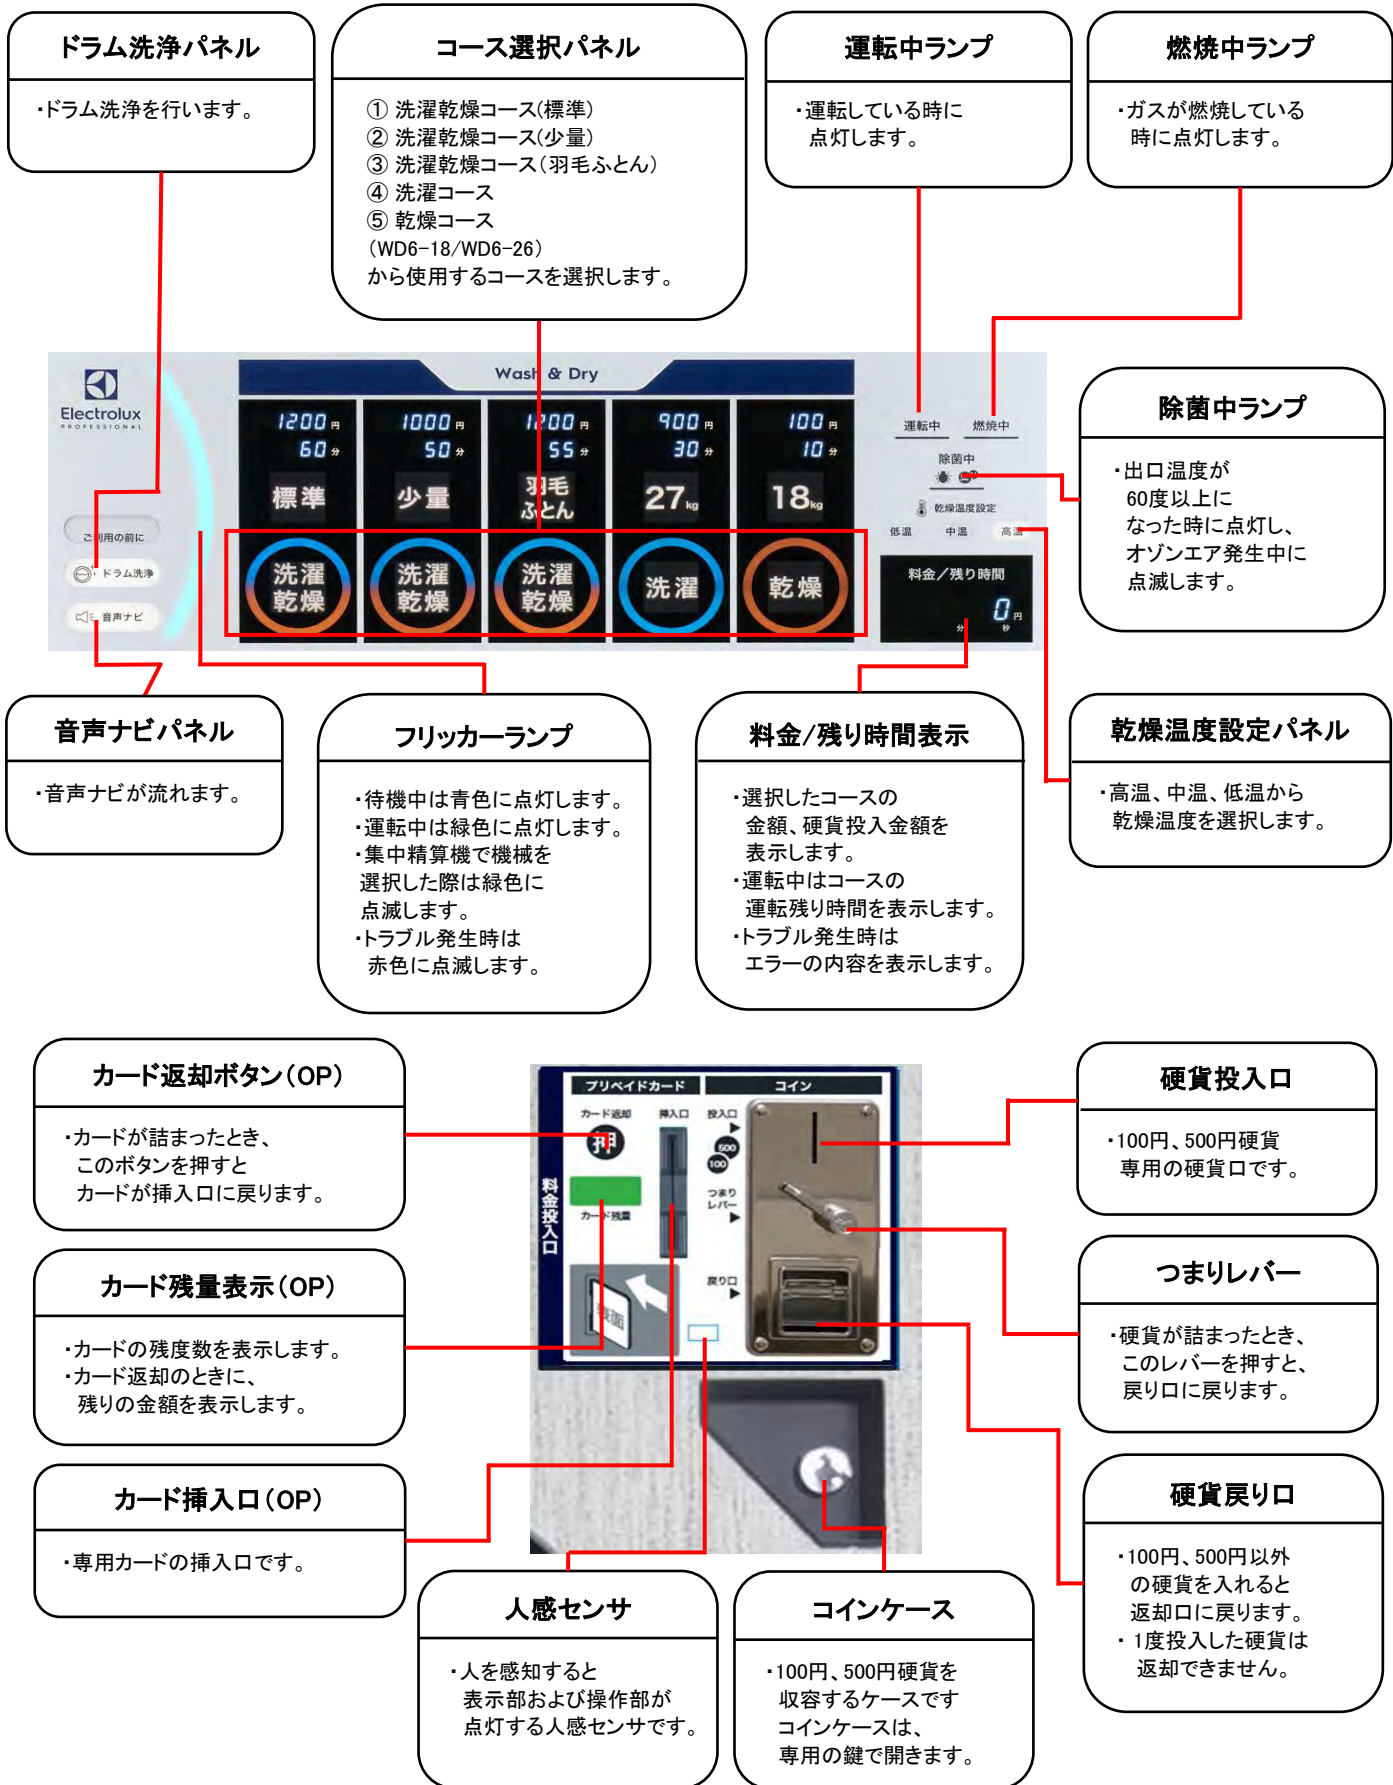 ドラム洗浄パネル
・ドラム洗浄を行います。
コース選択パネル
① 洗濯乾燥コース(標準)
② 洗濯乾燥コース(少量)
③ 洗濯乾燥コース(羽毛ふとん)
④ 洗濯コース
⑤ 乾燥コース
(WD6-18/WD6-26)
から使用するコースを選択します。
運転中ランプ
・運転している時に
点灯します。
燃焼中ランプ
・ガスが燃焼している
時に点灯します。
Electrolux
PROFESSIONAL
ご利用の前に
ドラム洗浄
音声ナビ
Wash & Dry
1200 円
60 分
標準
洗濯
乾燥
1000 円
50 分
少量
洗濯
乾燥
1200 円
55 分
羽毛
ふとん
洗濯
乾燥
900 円
30 分
27kg
洗濯
100 円
10 分
18kg
乾燥
運転中 燃焼中
除菌中
乾燥温度設定
低温 中温 高温
料金/残り時間
0 円
分 秒
除菌中ランプ
・出口温度が
60度以上に
なった時に点灯し、
オゾンエア発生中に
点滅します。
音声ナビパネル
・音声ナビが流れます。
フリッカーランプ
・待機中は青色に点灯します。
・運転中は緑色に点灯します。
・集中精算機で機械を
選択した際は緑色に
点滅します。
・トラブル発生時は
赤色に点滅します。
料金/残り時間表示
・選択したコースの
金額、硬貨投入金額を
表示します。
・運転中はコースの
運転残り時間を表示します。
・トラブル発生時は
エラーの内容を表示します。
乾燥温度設定パネル
・高温、中温、低温から
乾燥温度を選択します。
カード返却ボタン(OP)
・カードが詰まったとき、
このボタンを押すと
カードが挿入口に戻ります。
カード残量表示(OP)
・カードの残度数を表示します。
・カード返却のときに、
残りの金額を表示します。
カード挿入口(OP)
・専用カードの挿入口です。
料金投入口
プリペイドカード
カード返却
挿入口
押
カード残量
表面
コイン
投入口
500
100
つまり
レバー
戻り口
硬貨投入口
・100円、500円硬貨
専用の硬貨口です。
つまりレバー
・硬貨が詰まったとき、
このレバーを押すと、
戻り口に戻ります。
硬貨戻り口
・100円、500円以外
の硬貨を入れると
返却口に戻ります。
・ 1度投入した硬貨は
返却できません。
人感センサ
・人を感知すると
表示部および操作部が
点灯する人感センサです。
コインケース
・100円、500円硬貨を
収容するケースです
コインケースは、
専用の鍵で開きます。